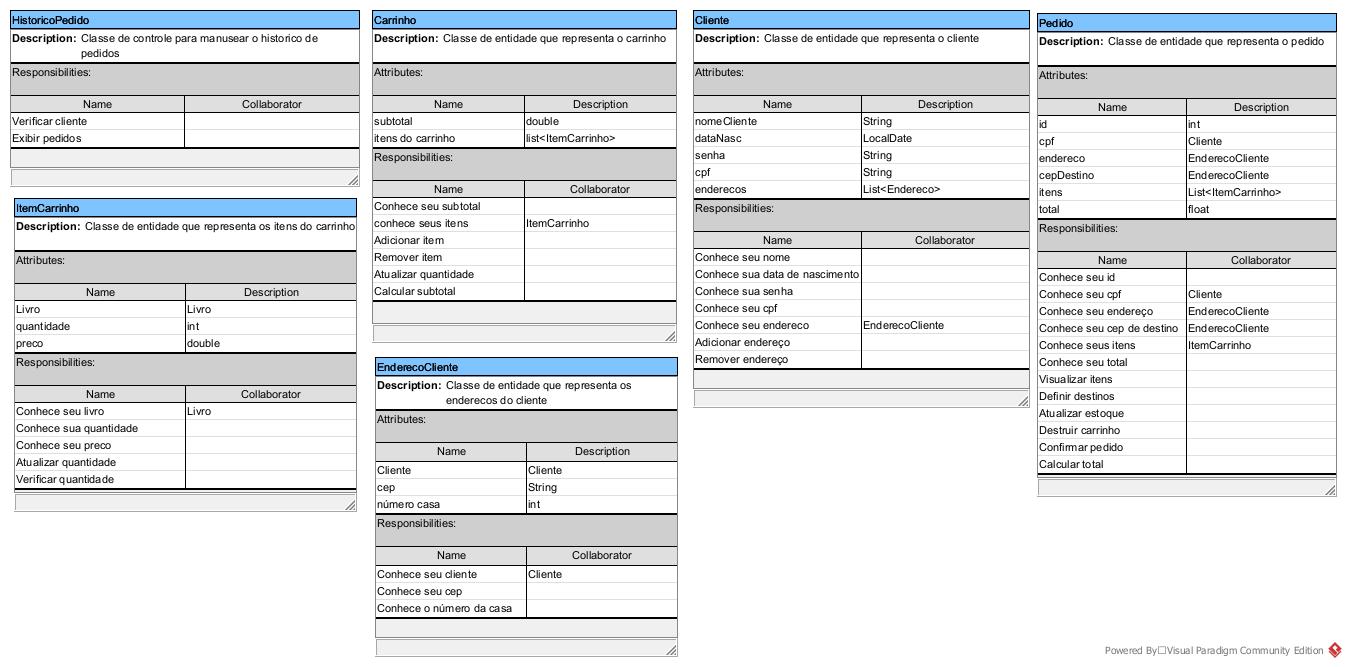 HistoricoPedido
Description: Classe de controle para manusear o historico de
pedidos
Responsibilities:
Name Collaborator
Verificar cliente
Exibir pedidos
ItemCarrinho
Description: Classe de entidade que representa os itens do carrinho
Attributes:
Name Description
Livro Livro
quantidade int
preco double
Responsibilities:
Name Collaborator
Conhece seu livro Livro
Conhece sua quantidade
Conhece seu preco
Atualizar quantidade
Verificar quantidade
Carrinho
Description: Classe de entidade que representa o carrinho
Attributes:
Name Description
subtotal double
itens do carrinho list<ItemCarrinho>
Responsibilities:
Name Collaborator
Conhece seu subtotal
conhece seus itens ItemCarrinho
Adicionar item
Remover item
Atualizar quantidade
Calcular subtotal
EnderecoCliente
Description: Classe de entidade que representa os
enderecos do cliente
Attributes:
Name Description
Cliente Cliente
cep String
número casa int
Responsibilities:
Name Collaborator
Conhece seu cliente Cliente
Conhece seu cep
Conhece o número da casa
Cliente
Description: Classe de entidade que representa o cliente
Attributes:
Name Description
nomeCliente String
dataNasc LocalDate
senha String
cpf String
enderecos List<Endereco>
Responsibilities:
Name Collaborator
Conhece seu nome
Conhece sua data de nascimento
Conhece sua senha
Conhece seu cpf
Conhece seu endereco EnderecoCliente
Adicionar endereço
Remover endereço
Pedido
Description: Classe de entidade que representa o pedido
Attributes:
Name Description
id int
cpf Cliente
endereco EnderecoCliente
cepDestino EnderecoCliente
itens List<ItemCarrinho>
total float
Responsibilities:
Name Collaborator
Conhece seu id
Conhece seu cpf Cliente
Conhece seu endereço EnderecoCliente
Conhece seu cep de destino EnderecoCliente
Conhece seus itens ItemCarrinho
Conhece seu total
Visualizar itens
Definir destinos
Atualizar estoque
Destruir carrinho
Confirmar pedido
Calcular total
Powered By□Visual Paradigm Community Edition